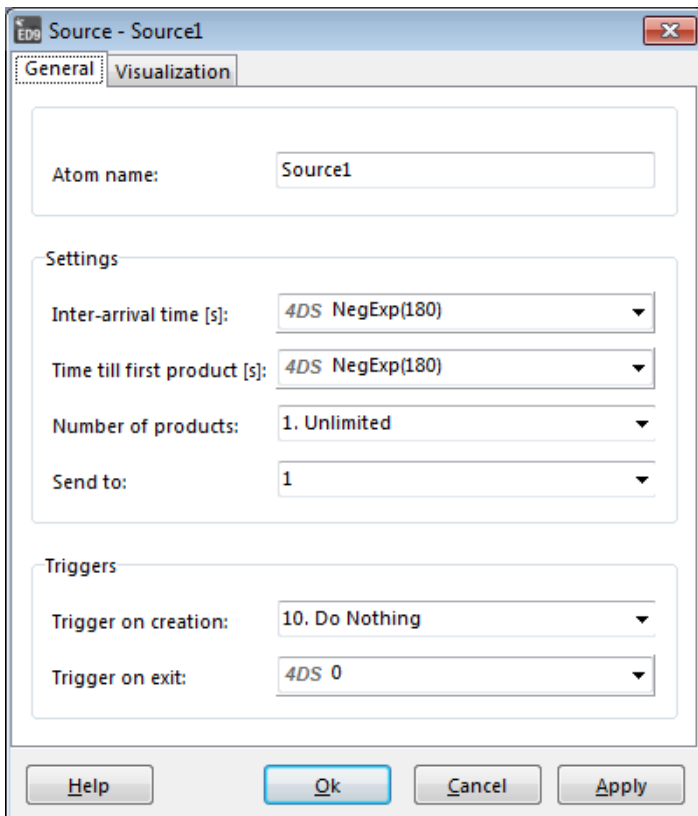 ED9 Source - Source1
General Visualization
Atom name: Source1
Settings
Inter-arrival time [s]: 4DS NegExp(180)
Time till first product [s]: 4DS NegExp(180)
Number of products: 1. Unlimited
Send to: 1
Triggers
Trigger on creation: 10. Do Nothing
Trigger on exit: 4DS 0
Help Ok Cancel Apply